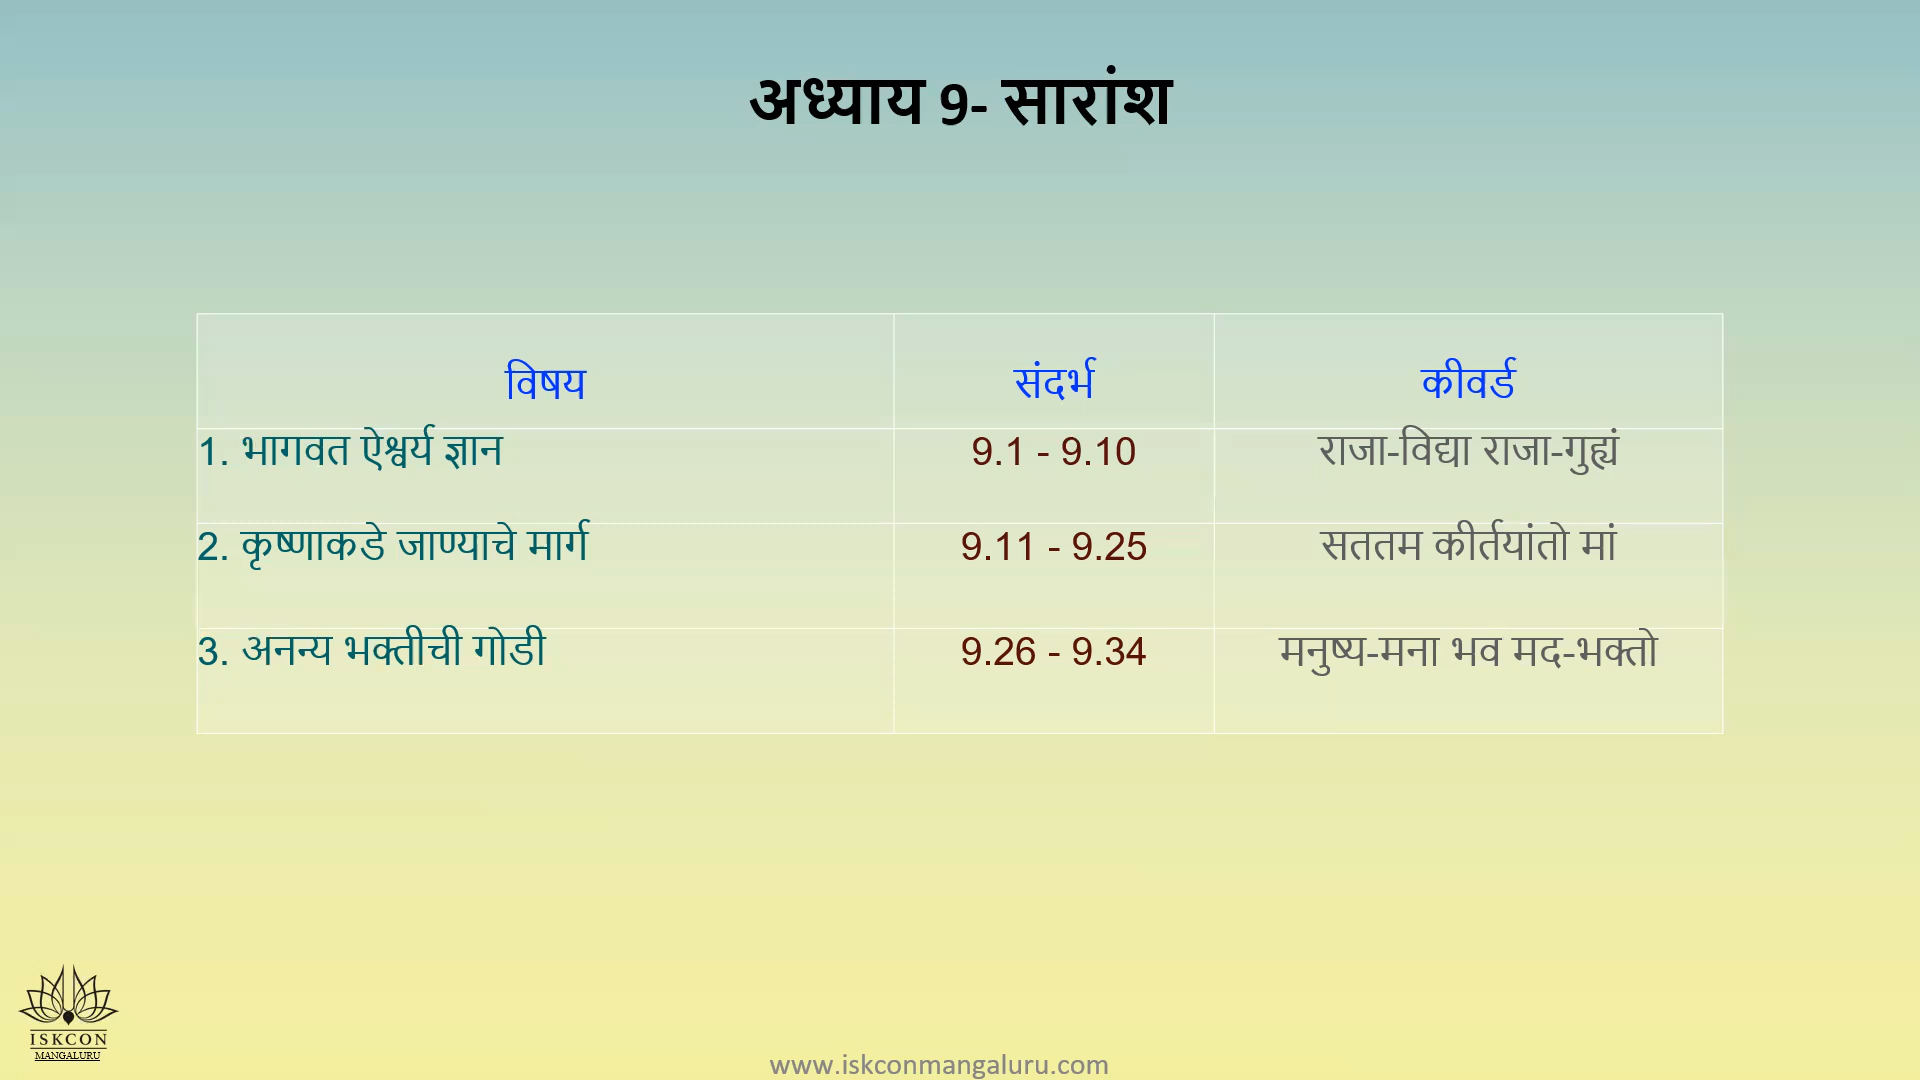 अध्याय 9- सारांश
विषय संदर्भ कीवर्ड
1. भागवत ऐश्वर्य ज्ञान 9.1 - 9.10 राजा-विद्या राजा-गुह्यं
2. कृष्णाकडे जाण्याचे मार्ग 9.11 - 9.25 सततम कीर्तयांतो मां
3. अनन्य भक्तीची गोडी 9.26 - 9.34 मनुष्य-मना भव मद-भक्तो
ISKCON
MANGALURU
www.iskconmangaluru.com